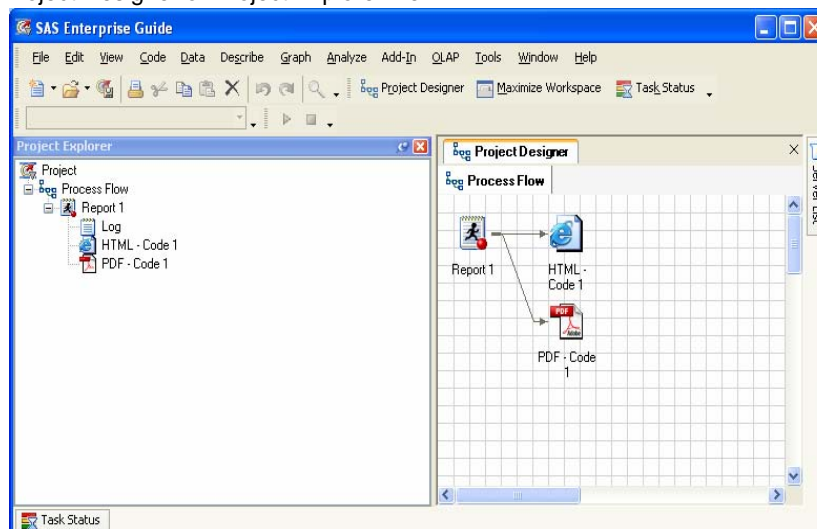 SAS Enterprise Guide
File Edit View Code Data Describe Graph Analyze Add-In OLAP Tools Window Help
Project Designer Maximize Workspace Task Status
Project Explorer
Project
Process Flow
Report 1
Log
HTML - Code 1
PDF - Code 1
Project Designer
Process Flow
Report 1
HTML -
Code 1
PDF
Adobe
PDF - Code
1
Task Status